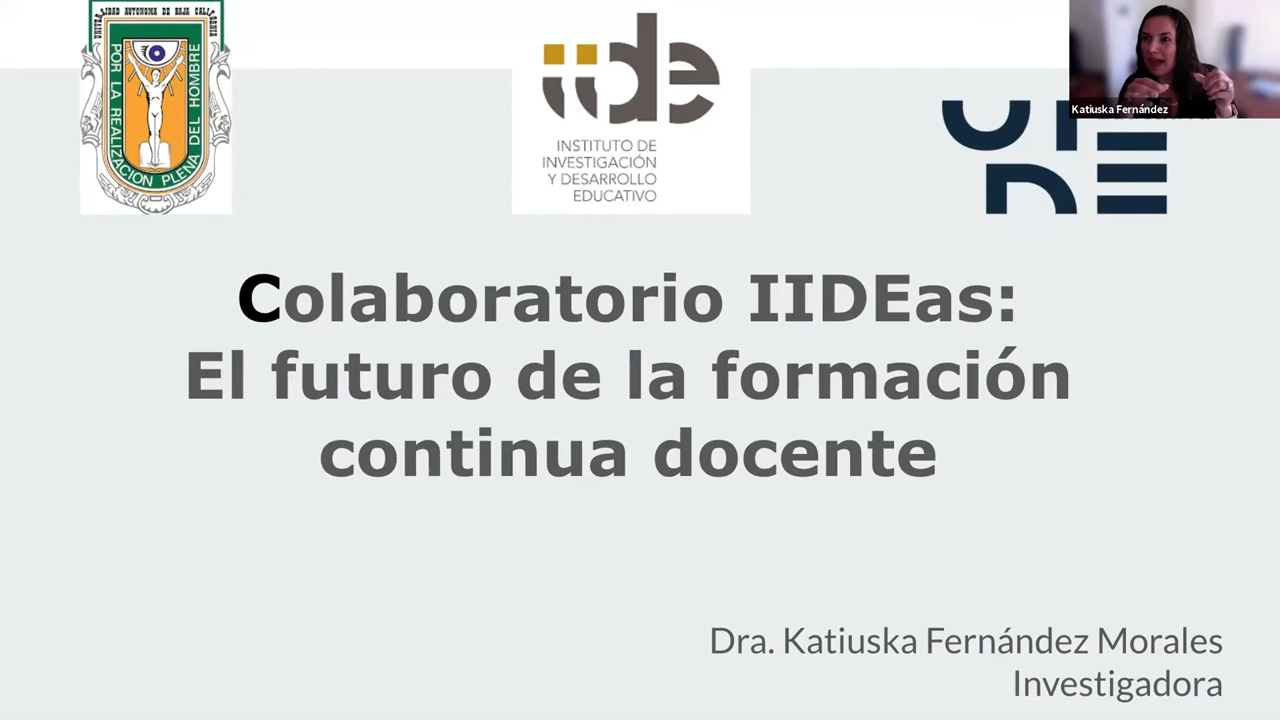 UNIVERSIDAD AUTONOMA DE BAJA CALIFORNIA
POR LA REALIZACION PLENA DEL HOMBRE
iide
INSTITUTO DE
INVESTIGACIÓN
Y DESARROLLO
EDUCATIVO
Katiuska Fernández
Colaboratorio IIDEas:
El futuro de la formación
continua docente
Dra. Katiuska Fernández Morales
Investigadora